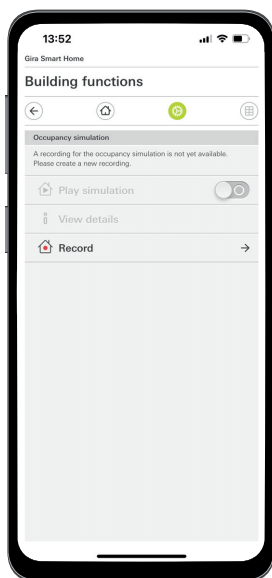 13:52
Gira Smart Home
Building functions
Occupancy simulation
A recording for the occupancy simulation is not yet available.
Please create a new recording.
Play simulation
View details
Record